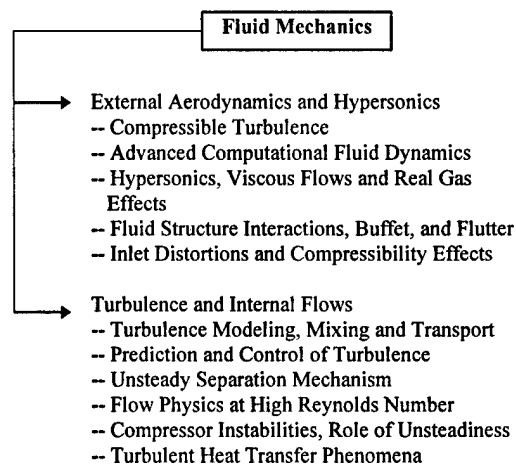 Fluid Mechanics
External Aerodynamics and Hypersonics
-- Compressible Turbulence
-- Advanced Computational Fluid Dynamics
-- Hypersonics, Viscous Flows and Real Gas
Effects
-- Fluid Structure Interactions, Buffet, and Flutter
-- Inlet Distortions and Compressibility Effects
Turbulence and Internal Flows
-- Turbulence Modeling, Mixing and Transport
-- Prediction and Control of Turbulence
-- Unsteady Separation Mechanism
-- Flow Physics at High Reynolds Number
-- Compressor Instabilities, Role of Unsteadiness
-- Turbulent Heat Transfer Phenomena